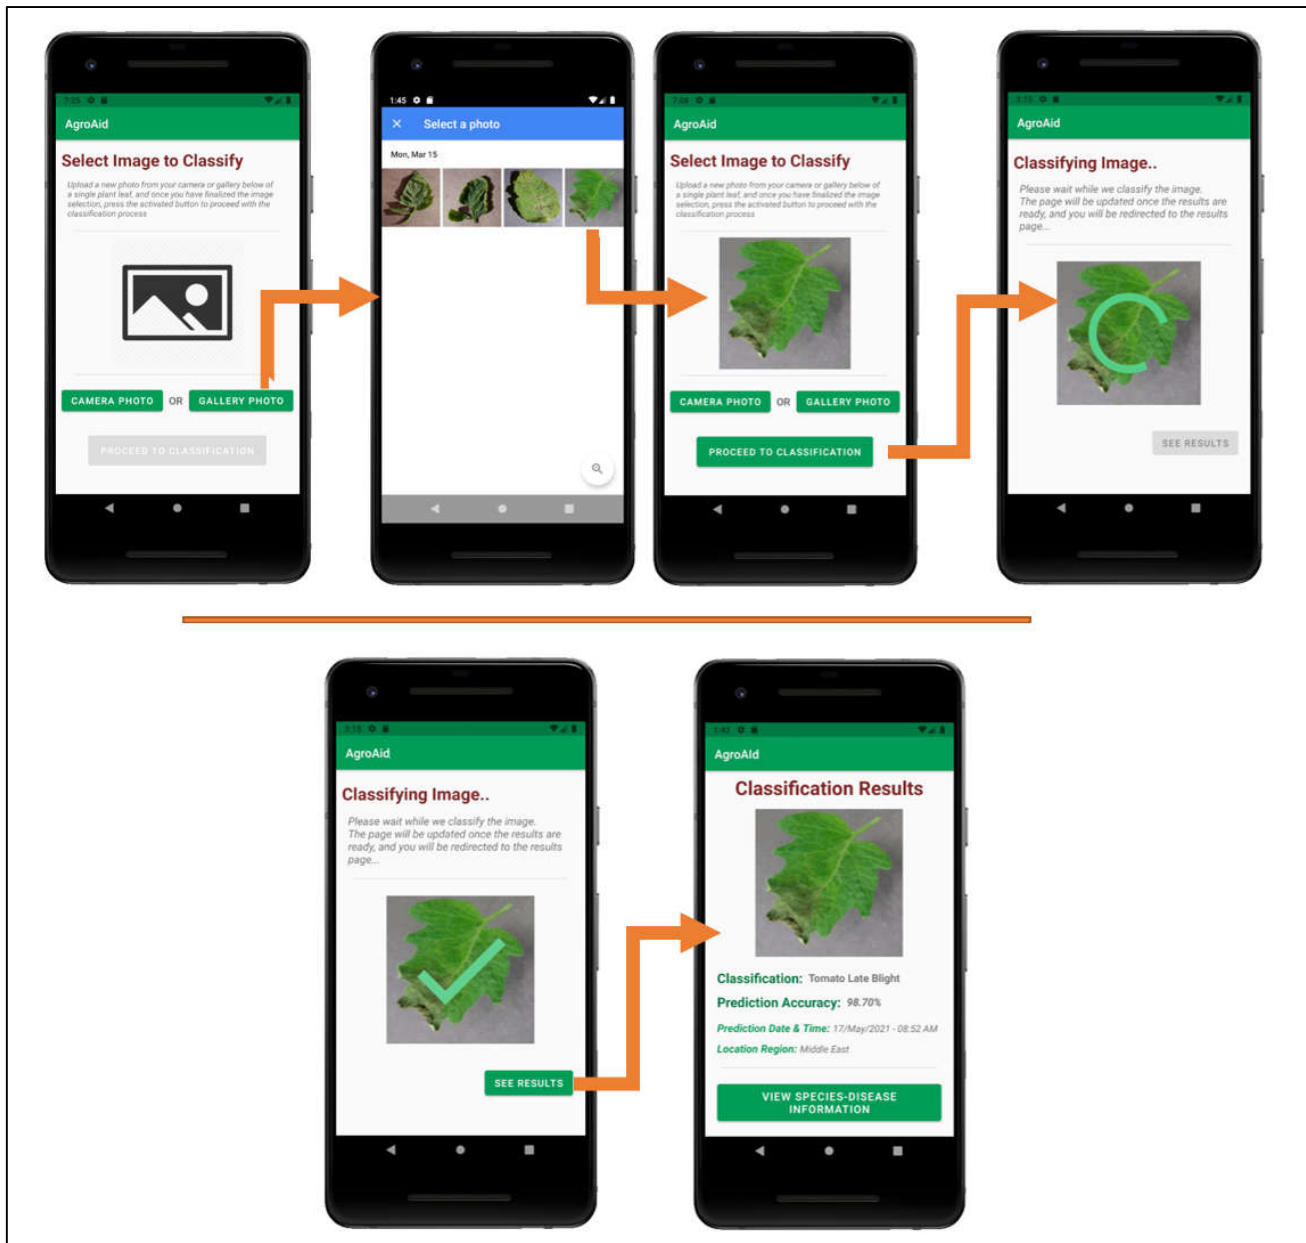 7:25
AgroAid
Select Image to Classify
Upload a new photo from your camera or gallery below of
a single plant leaf, and once you have finalized the image
selection, press the activated button to proceed with the
classification process
CAMERA PHOTO OR GALLERY PHOTO
PROCEED TO CLASSIFICATION
1:45
Select a photo
Mon, Mar 15
AgroAid
Select Image to Classify
Upload a new photo from your camera or gallery below of
a single plant leaf, and once you have finalized the image
selection, press the activated button to proceed with the
classification process
CAMERA PHOTO OR GALLERY PHOTO
PROCEED TO CLASSIFICATION
3:15
AgroAid
Classifying Image..
Please wait while we classify the image.
The page will be updated once the results are
ready, and you will be redirected to the results
page...
SEE RESULTS
3:15
AgroAid
Classifying Image..
Please wait while we classify the image.
The page will be updated once the results are
ready, and you will be redirected to the results
page...
SEE RESULTS
AgroAid
Classification Results
Classification: Tomato Late Blight
Prediction Accuracy: 98.70%
Prediction Date & Time: 17/May/2021 - 08:52 AM
Location Region: Middle East
VIEW SPECIES-DISEASE
INFORMATION